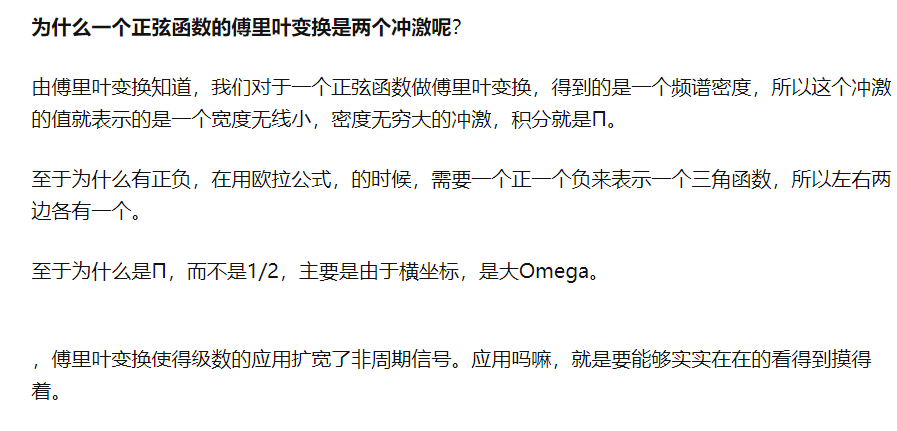 为什么一个正弦函数的傅里叶变换是两个冲激呢?
由傅里叶变换知道，我们对于一个正弦函数做傅里叶变换，得到的是一个频谱密度，所以这个冲激
的值就表示的是一个宽度无线小，密度无穷大的冲激，积分就是Π。
至于为什么有正负，在用欧拉公式，的时候，需要一个正一个负来表示一个三角函数，所以左右两
边各有一个。
至于为什么是Π，而不是1/2，主要是由于横坐标，是大Omega。
，傅里叶变换使得级数的应用扩宽了非周期信号。应用吗嘛，就是要能够实实在在的看得到摸得
着。